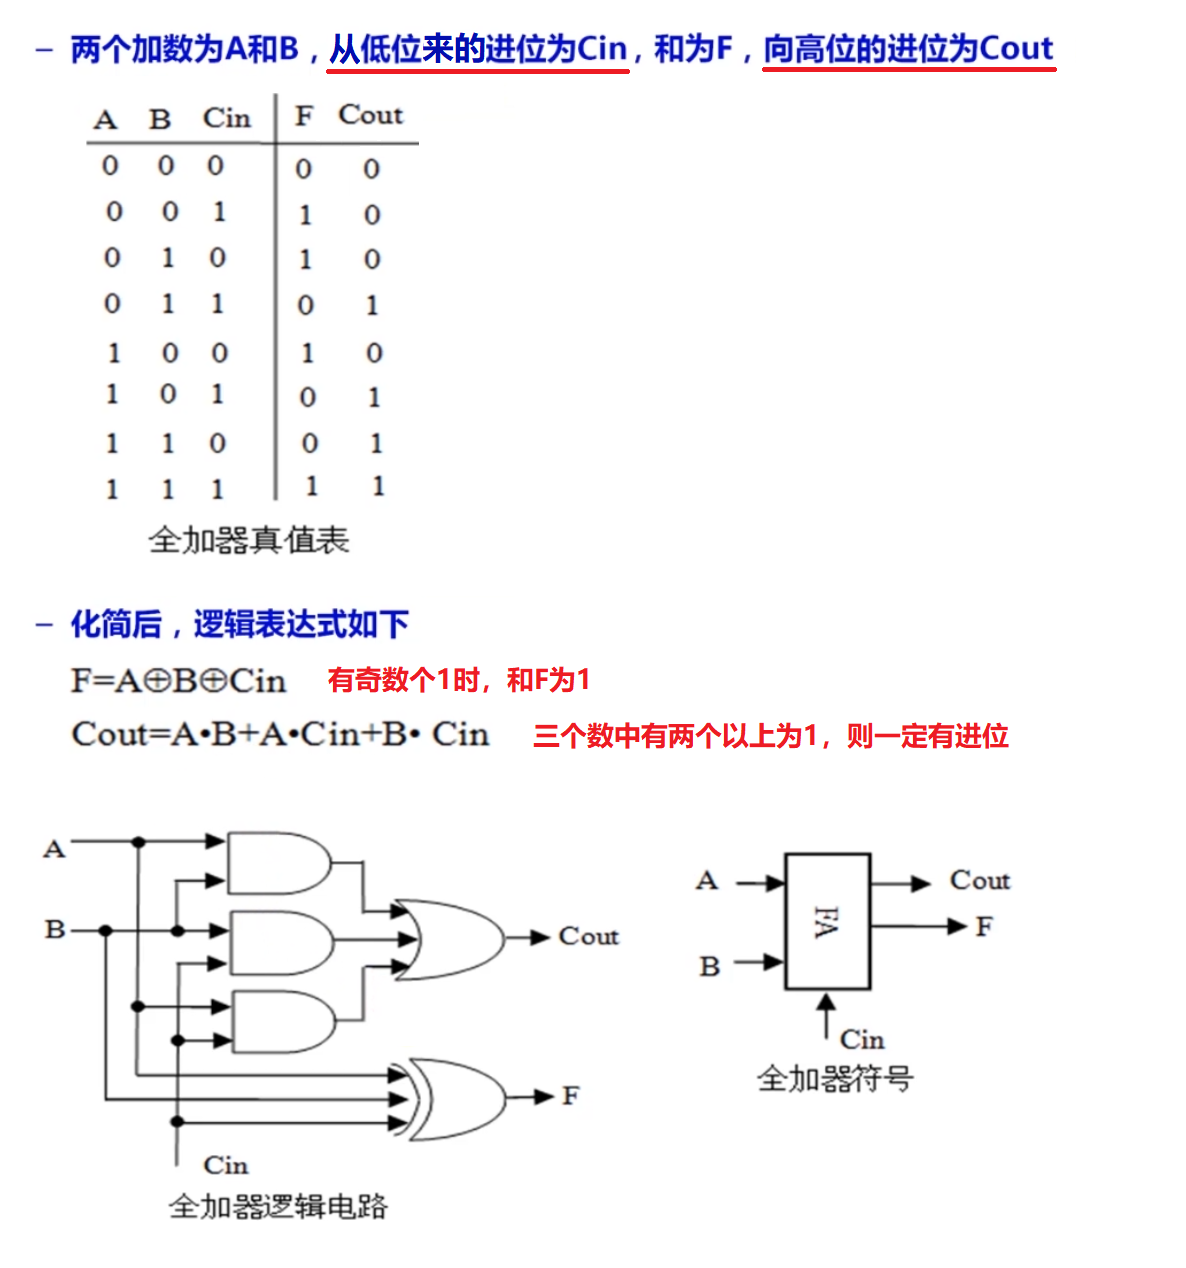 – 两个加数为A和B，从低位来的进位为Cin，和为F，向高位的进位为Cout
A B Cin F Cout
0 0 0 0 0
0 0 1 1 0
0 1 0 1 0
0 1 1 0 1
1 0 0 1 0
1 0 1 0 1
1 1 0 0 1
1 1 1 1 1
全加器真值表
– 化简后，逻辑表达式如下
F=A⊕B⊕Cin 有奇数个1时，和F为1
Cout=A•B+A•Cin+B• Cin 三个数中有两个以上为1，则一定有进位
A
B
Cout
F
Cin
全加器逻辑电路
A
B
FA
Cout
F
Cin
全加器符号